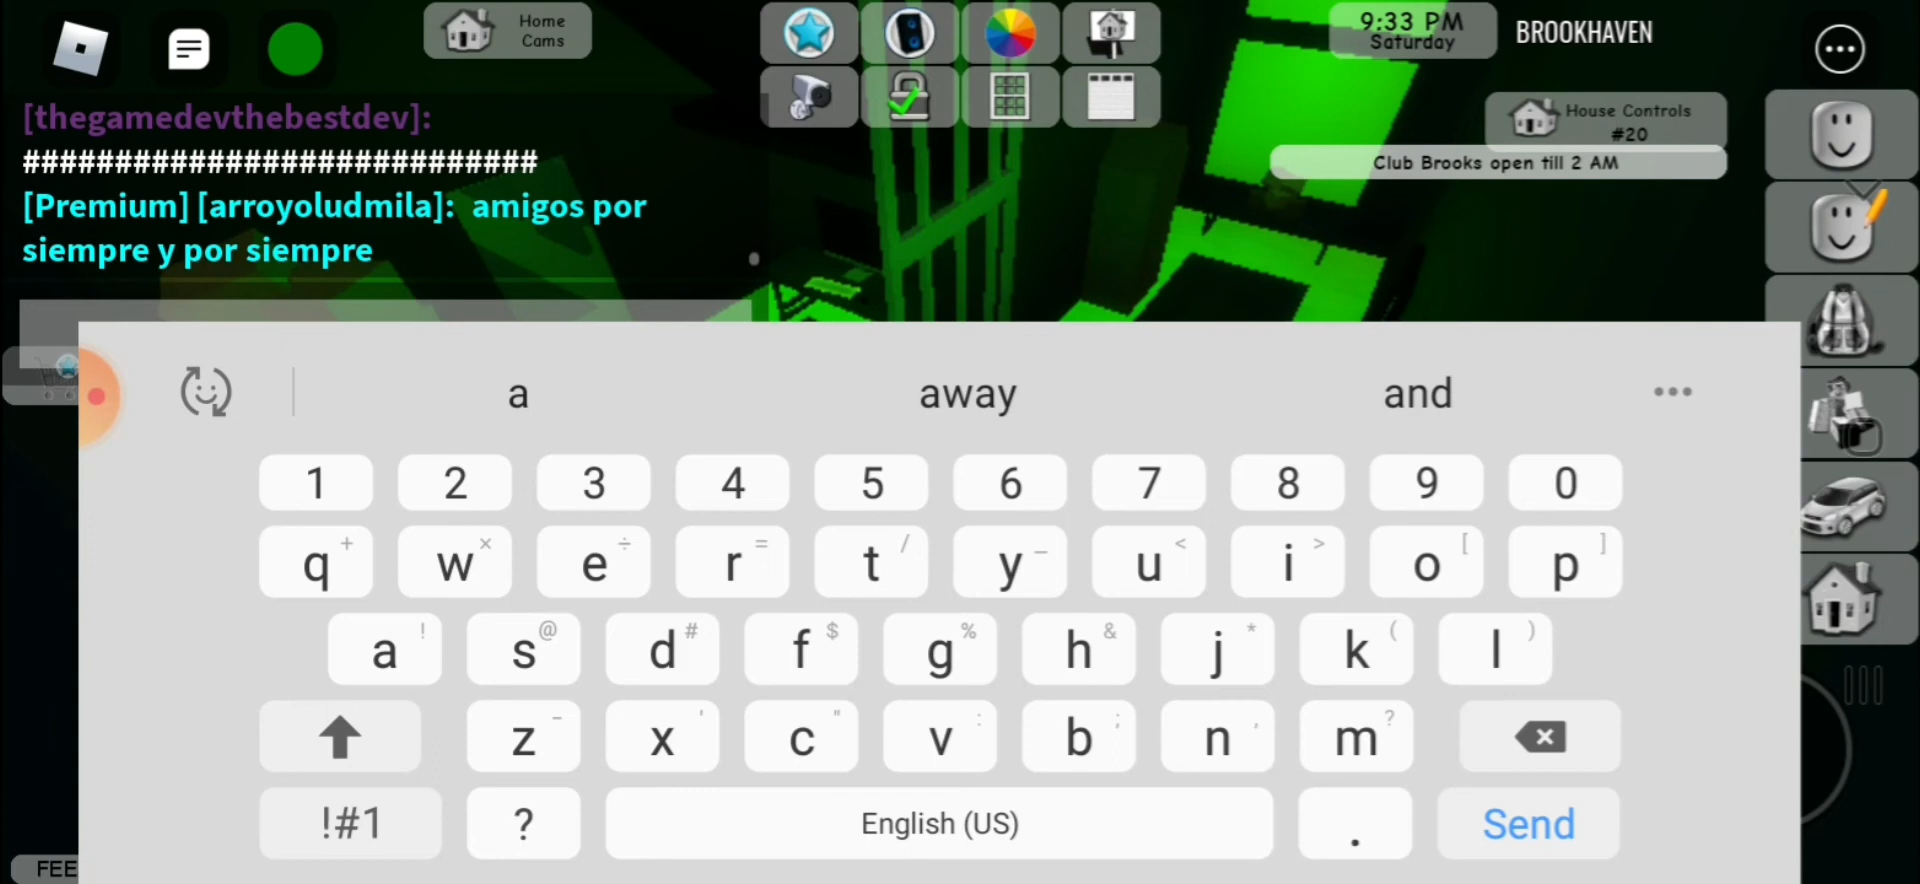 Home
Cams
9:33 PM
Saturday
BROOKHAVEN
House Controls
#20
Club Brooks open till 2 AM
[thegamedevthebestdev]:
############################
[Premium] [arroyoludmila]: amigos por
siempre y por siempre
a away and
1 2 3 4 5 6 7 8 9 0
q + w × e ÷ r = t / y _ u < i > o [ p ]
a ! s @ d # f $ g % h & j * k ( l )
z - x ' c " v : b ; n , m ?
!#1 ? English (US) . Send
FEE